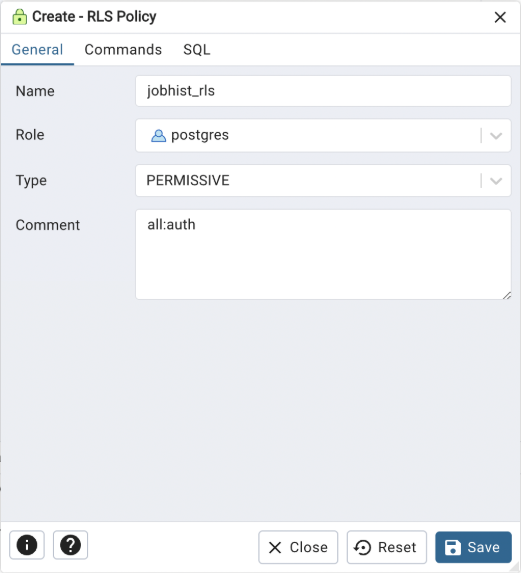 Create - RLS Policy
General Commands SQL
Name jobhist_rls
Role postgres
Type PERMISSIVE
Comment all:auth
Close Reset Save